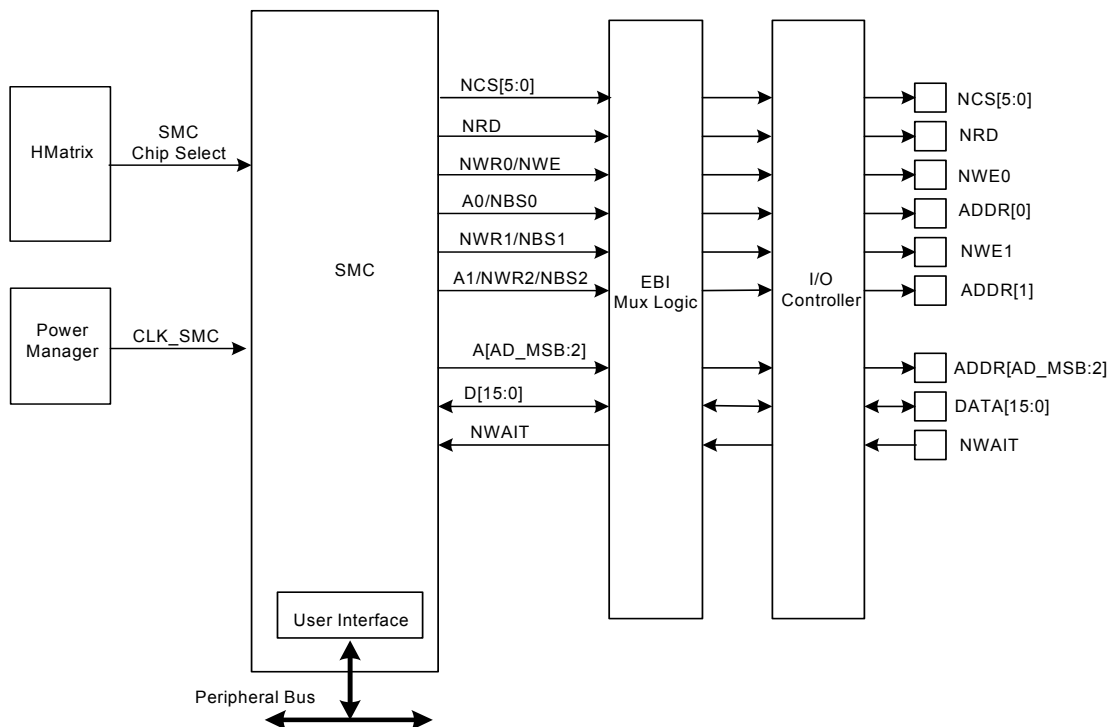 NCS[5:0]
NCS[5:0]
SMC
Chip Select
HMatrix
NRD
NRD
NWR0/NWE
NWE0
A0/NBS0
ADDR[0]
NWR1/NBS1
NWE1
SMC
EBI
Mux Logic
I/O
Controller
A1/NWR2/NBS2
ADDR[1]
Power
Manager
CLK_SMC
A[AD_MSB:2]
ADDR[AD_MSB:2]
D[15:0]
DATA[15:0]
NWAIT
NWAIT
User Interface
Peripheral Bus